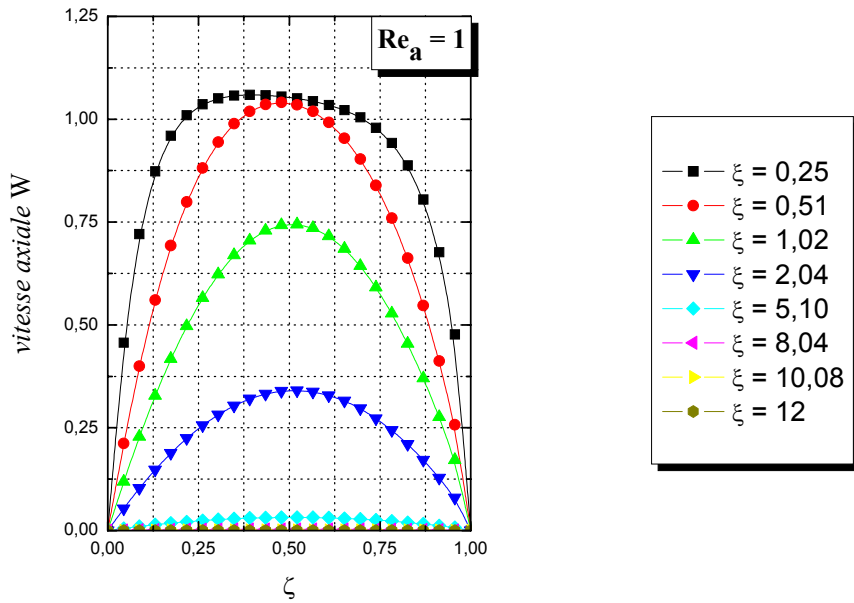 1,25
1,00
0,75
0,50
0,25
0,00
vitesse axiale W
Re_a = 1
0,00 0,25 0,50 0,75 1,00
ζ
ξ = 0,25
ξ = 0,51
ξ = 1,02
ξ = 2,04
ξ = 5,10
ξ = 8,04
ξ = 10,08
ξ = 12